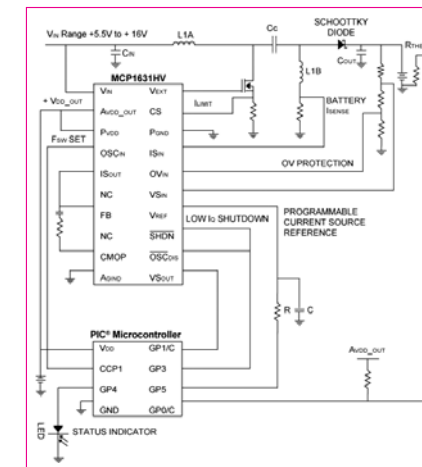 SCHOOTTKY
DIODE
VIN Range +5.5V to + 16V
L1A
Cc
CIN
COUT
RTHE
MCP1631HV
L1B
VIN
VEXT
+ VDD_OUT
AVDD_OUT
CS
ILIMIT
BATTERY
ISENSE
PVDD
PGND
FSW SET
OSCIN
ISIN
ISOUT
OVIN
OV PROTECTION
NC
VSIN
FB
VREF
LOW IQ SHUTDOWN
PROGRAMMABLE
CURRENT SOURCE
REFERENCE
NC
SHDN
CMOP
OSCDIS
AGND
VSOUT
R
C
PIC® Microcontroller
VDD
GP1/C
AVDD_OUT
CCP1
GP3
GP4
GP5
GND
GP0/C
LED
STATUS INDICATOR